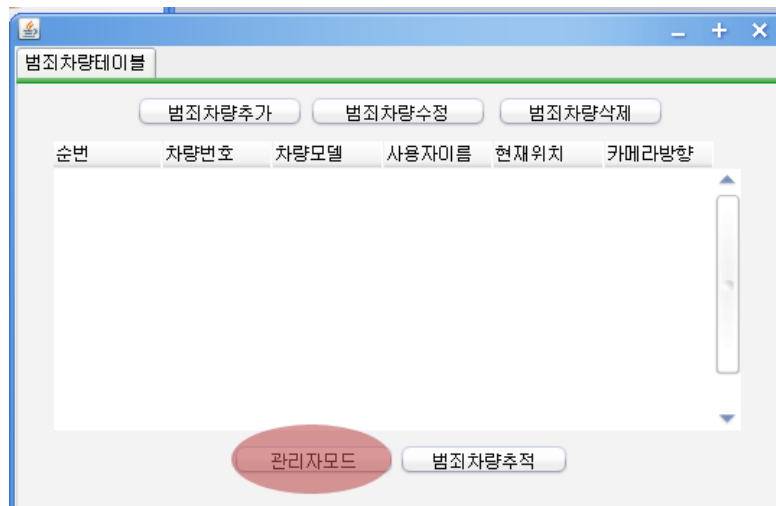 범죄차량테이블
범죄차량추가 범죄차량수정 범죄차량삭제
순번 차량번호 차량모델 사용자이름 현재위치 카메라방향
관리자모드 범죄차량추적